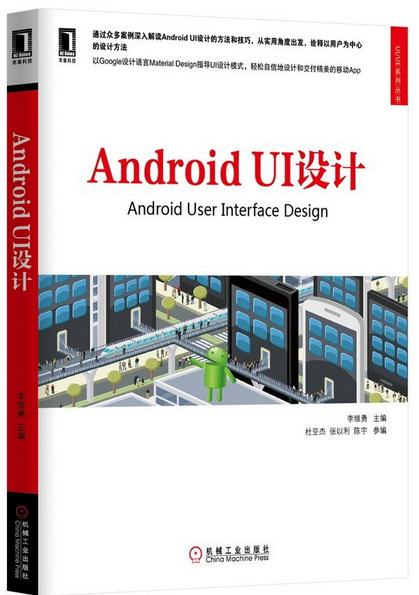 HZ BOOKS
华章科技
通过众多案例深入解读Android UI设计的方法和技巧，从实用角度出发，诠释以用户为中心
的设计方法
以Google设计语言Material Design指导UI设计模式，轻松自信地设计和交付精美的移动App
UI/UE系列丛书
Android UI设计
Android User Interface Design
李维勇 主编
杜亚杰 张以利 陈宇 参编
机械工业出版社
China Machine Press
Android UI设计
李维勇 主编
机械工业出版社
China Machine Press